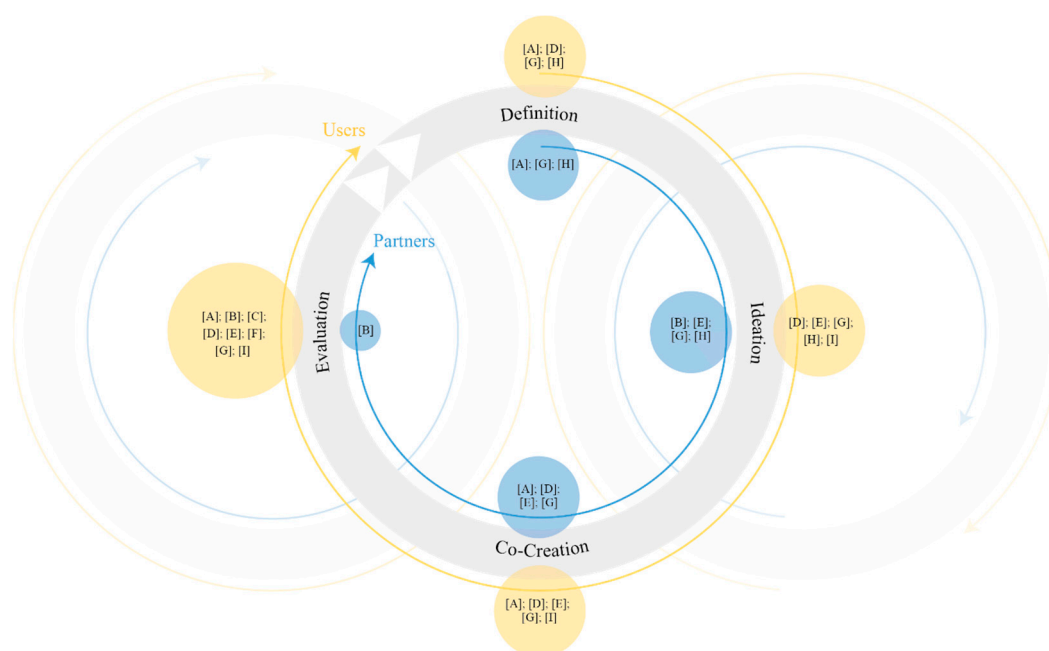 [A]; [D];
[G]; [H]
Definition
Users
[A]; [G]; [H]
Partners
[A]; [B]; [C];
[D]; [E]; [F];
[G]; [I]
Evaluation
[B]
[B]; [E];
[G]; [H]
Ideation
[D]; [E]; [G];
[H]; [I]
[A]; [D];
[E]; [G]
Co-Creation
[A]; [D]; [E];
[G]; [I]